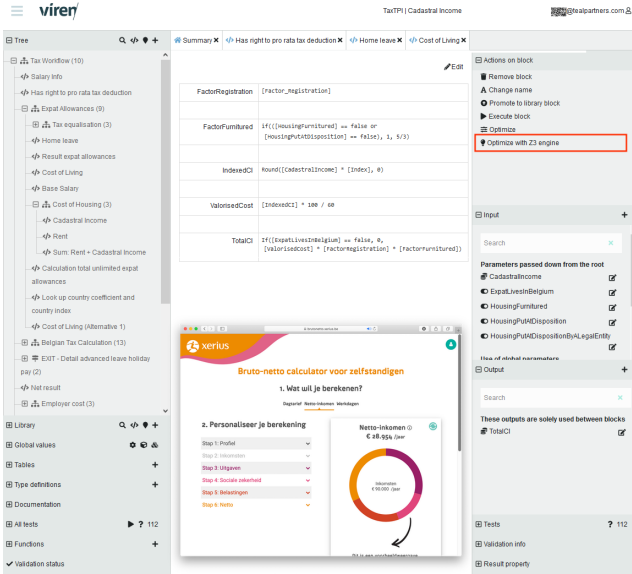 viren
TaxTPI | Cadastral Income
@tealpartners.com
Tree
Tax Workflow (10)
Salary Info
Has right to pro rata tax deduction
Expat Allowances (9)
Tax equalisation (3)
Home leave
Result expat allowances
Cost of Living
Base Salary
Cost of Housing (3)
Cadastral Income
Rent
Sum: Rent + Cadastral Income
Calculation total unlimited expat
allowances
Look up country coefficient and
country index
Cost of Living (Alternative 1)
Belgian Tax Calculation (13)
EXIT - Detail advanced leave holiday
pay (2)
Net result
Employer cost (3)
Library
Global values
Tables
Type definitions
Documentation
All tests
? 112
Functions
Validation status
Summary ✖
Has right to pro rata tax deduction ✖
Home leave ✖
Cost of Living ✖
Edit
FactorRegistration
[Factor_Registration]
FactorFurnitured
if(([HousingFurnitured] == false or
[HousingPutAtDisposition] == false), 1, 5/3)
IndexedCI
Round([CadastralIncome] * [Index], 0)
ValorisedCost
[IndexedCI] * 100 / 60
TotalCI
If([ExpatLivesInBelgium] == false, 0,
[ValorisedCost] * [FactorRegistration] * [FactorFurnitured])
xerius
Bruto-netto calculator voor zelfstandigen
1. Wat wil je berekenen?
Dagtarief Netto-inkomen Werkdagen
2. Personaliseer je berekening
Stap 1: Profiel
Stap 2: Inkomsten
Stap 3: Uitgaven
Stap 4: Sociale zekerheid
Stap 5: Belastingen
Stap 6: Netto
Netto-inkomen
€ 28.954 /jaar
Inkomsten
€ 90.000 /jaar
Actions on block
Remove block
Change name
Promote to library block
Execute block
Optimize
Optimize with Z3 engine
Input
Search
Parameters passed down from the root
CadastralIncome
ExpatLivesInBelgium
HousingFurnitured
HousingPutAtDisposition
HousingPutAtDispositionByALegalEntity
Use of global parameters
Output
Search
These outputs are solely used between blocks
TotalCI
Tests
? 112
Validation info
Result property